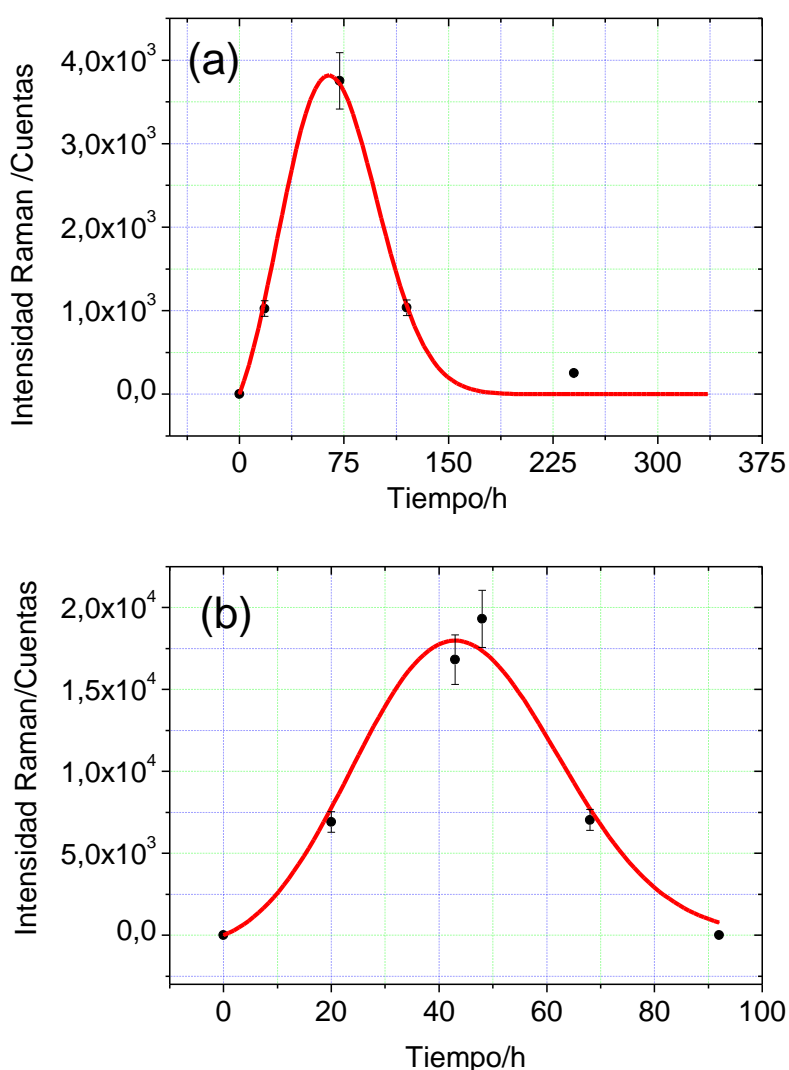 (a)
Intensidad Raman /Cuentas
4,0x10³
3,0x10³
2,0x10³
1,0x10³
0,0
0 75 150 225 300 375
Tiempo/h
(b)
Intensidad Raman/Cuentas
2,0x10⁴
1,5x10⁴
1,0x10⁴
5,0x10³
0,0
0 20 40 60 80 100
Tiempo/h